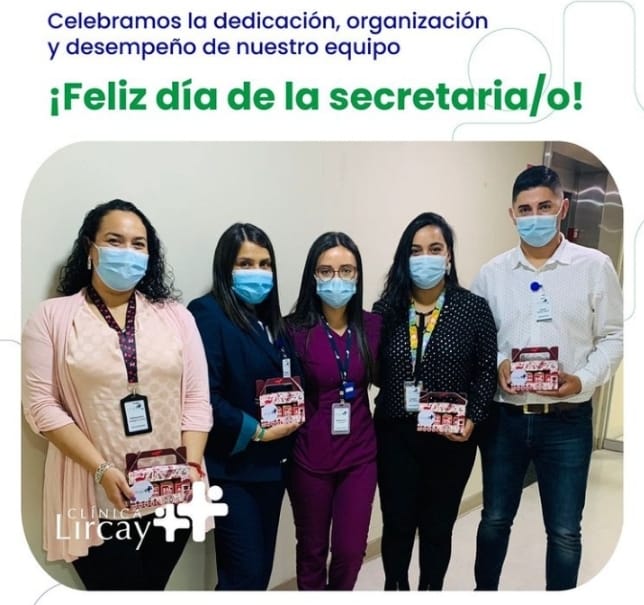 Celebramos la dedicación, organización
y desempeño de nuestro equipo
¡Feliz día de la secretaria/o!
CLÍNICA
Lircay